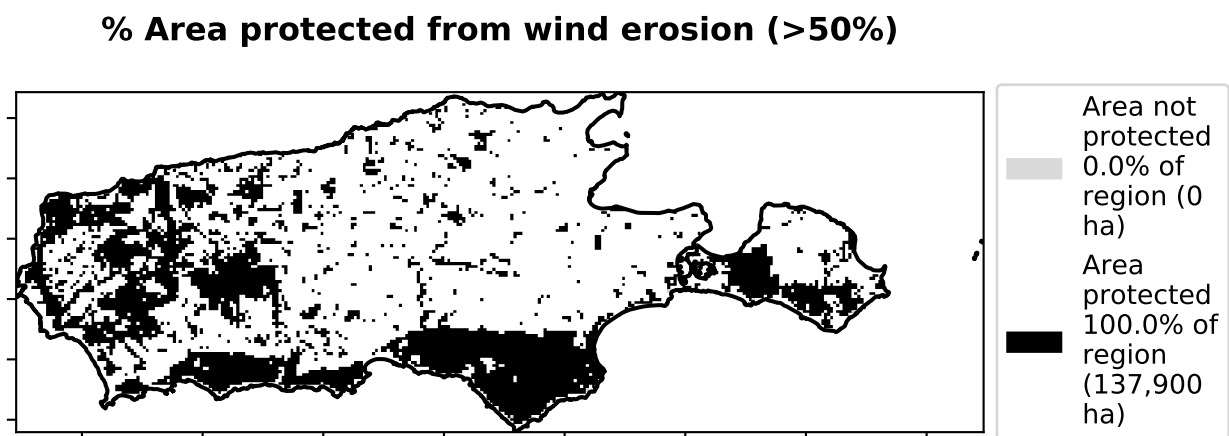 % Area protected from wind erosion (>50%)
Area not
protected
0.0% of
region (0
ha)
Area
protected
100.0% of
region
(137,900
ha)